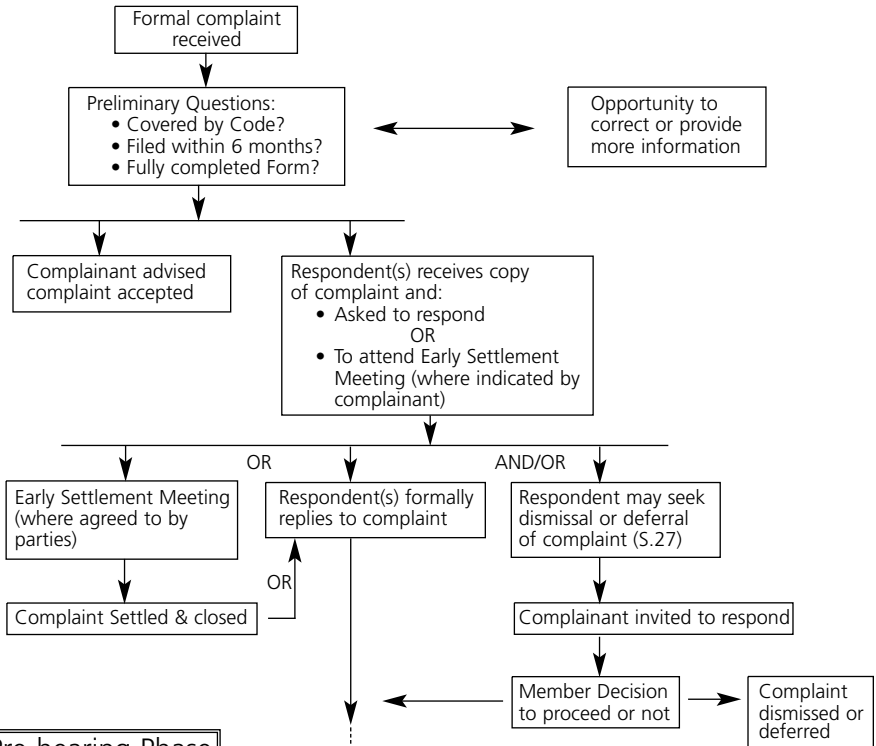 Formal complaint
received
Preliminary Questions:
• Covered by Code?
• Filed within 6 months?
• Fully completed Form?
Opportunity to
correct or provide
more information
Complainant advised
complaint accepted
Respondent(s) receives copy
of complaint and:
• Asked to respond
OR
• To attend Early Settlement
Meeting (where indicated by
complainant)
OR
AND/OR
Early Settlement Meeting
(where agreed to by
parties)
Respondent(s) formally
replies to complaint
Respondent may seek
dismissal or deferral
of complaint (S.27)
OR
Complaint Settled & closed
Complainant invited to respond
Member Decision
to proceed or not
Complaint
dismissed or
deferred
Pre-hearing Phase